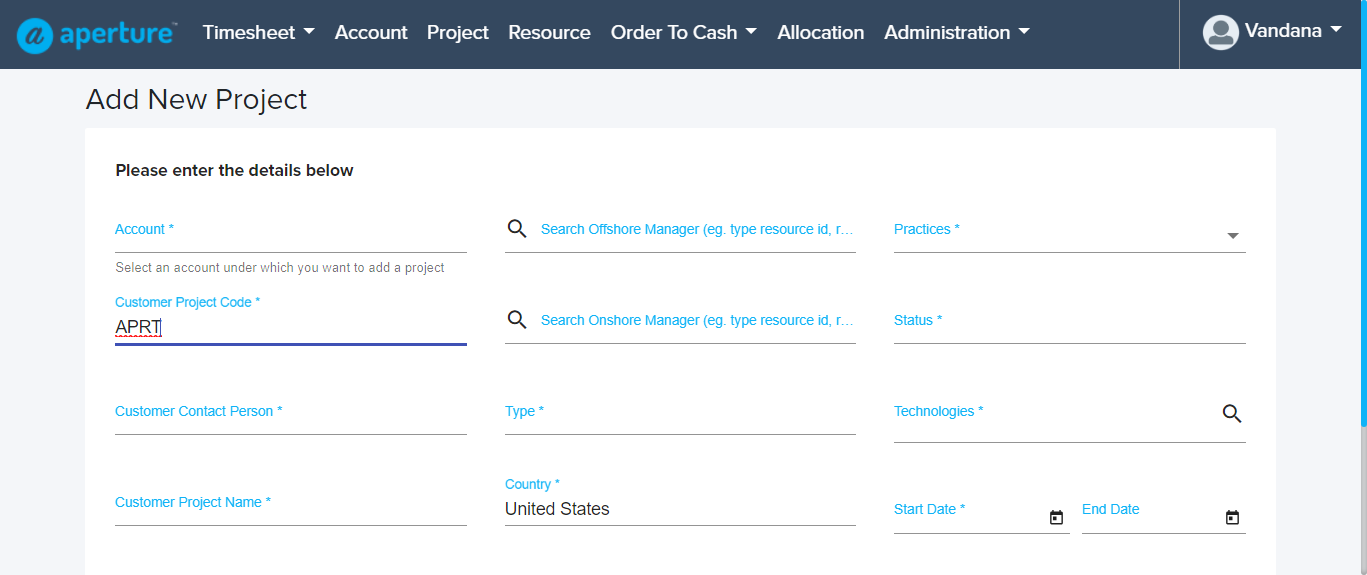 aperture™
Timesheet Account Project Resource Order To Cash Allocation Administration
Vandana
Add New Project
Please enter the details below
Account *
Search Offshore Manager (eg. type resource id, r...
Practices *
Select an account under which you want to add a project
Customer Project Code *
APRT
Search Onshore Manager (eg. type resource id, r...
Status *
Customer Contact Person *
Type *
Technologies *
Customer Project Name *
Country *
United States
Start Date *
End Date